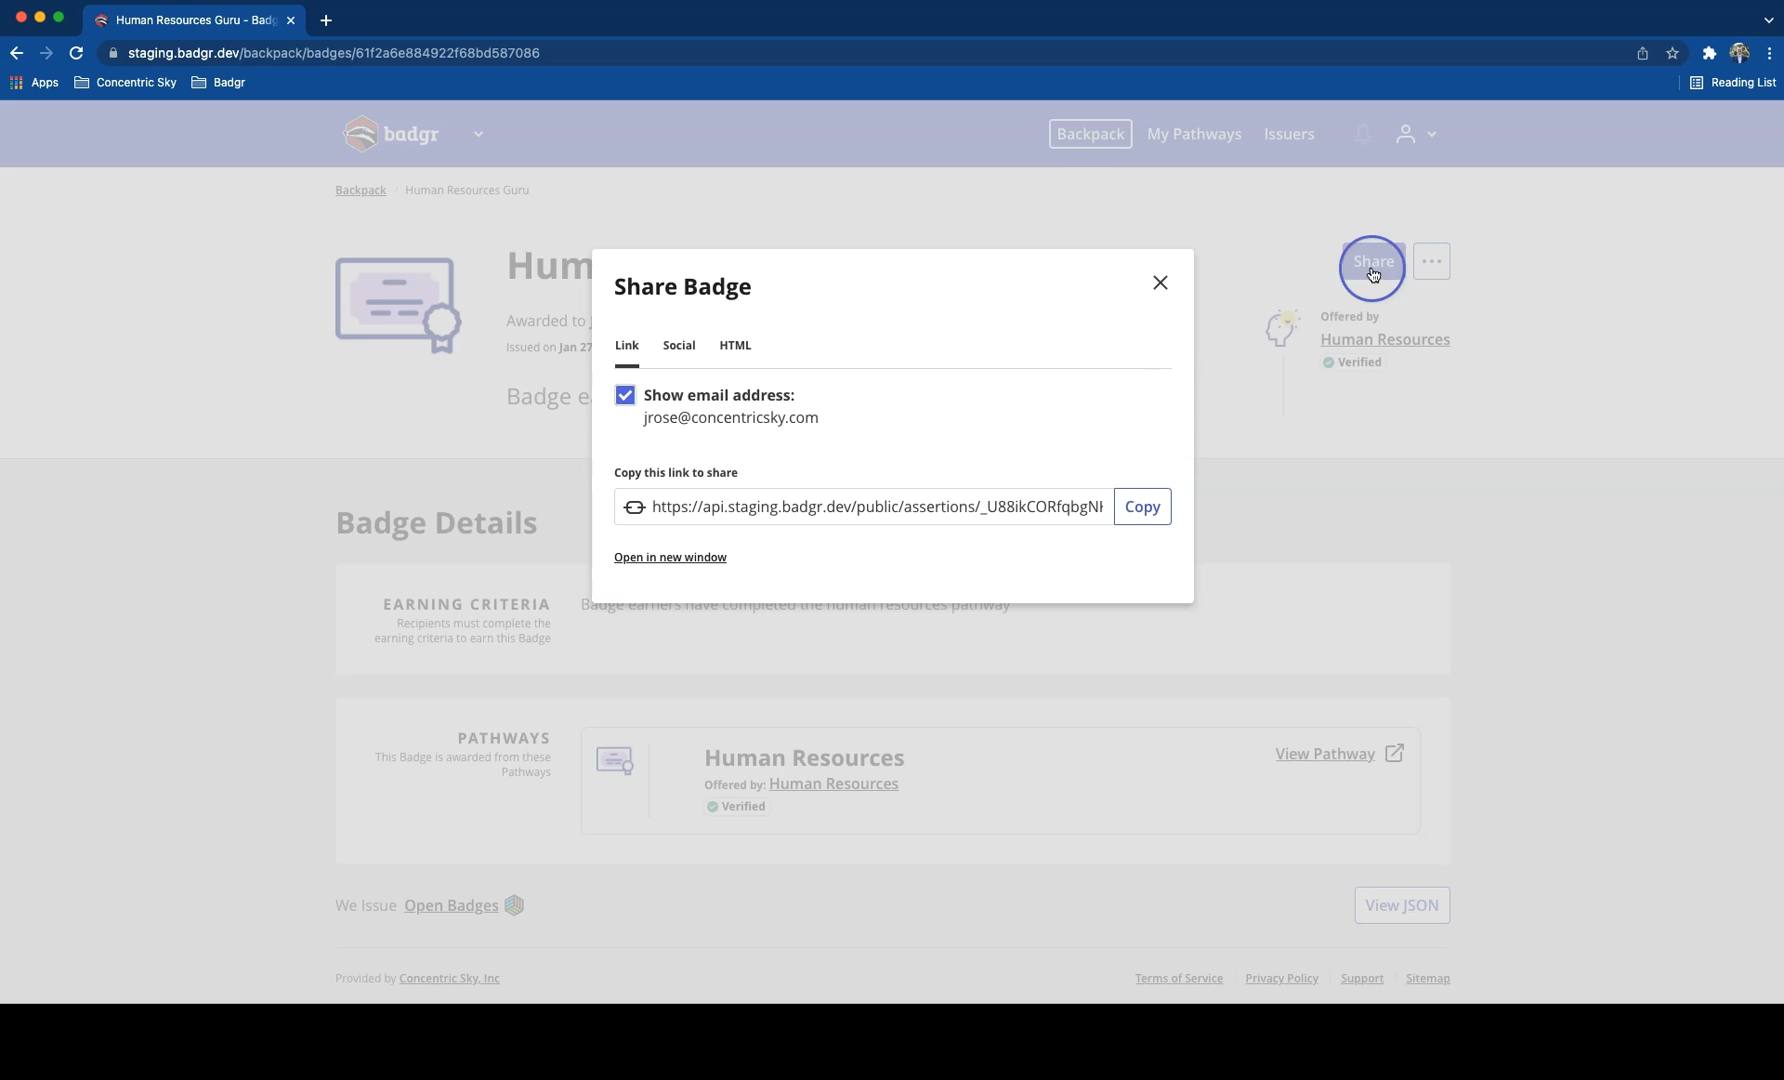 Human Resources Guru - Badg
staging.badgr.dev/backpack/badges/61f2a6e884922f68bd587086
Apps Concentric Sky Badgr Reading List
badgr Backpack My Pathways Issuers
Backpack / Human Resources Guru
Hum
Share
Awarded to
Issued on Jan 27
Badge ea
Offered by
Human Resources
Verified
Share Badge
Link Social HTML
Show email address:
jrose@concentricsky.com
Copy this link to share
https://api.staging.badgr.dev/public/assertions/_U88ikCORfqbgN
Copy
Open in new window
Badge Details
EARNING CRITERIA
Recipients must complete the
earning criteria to earn this Badge
Badge earners have completed the human resources pathway
PATHWAYS
This Badge is awarded from these
Pathways
Human Resources
Offered by: Human Resources
Verified
View Pathway
We Issue Open Badges
View JSON
Provided by Concentric Sky, Inc
Terms of Service Privacy Policy Support Sitemap